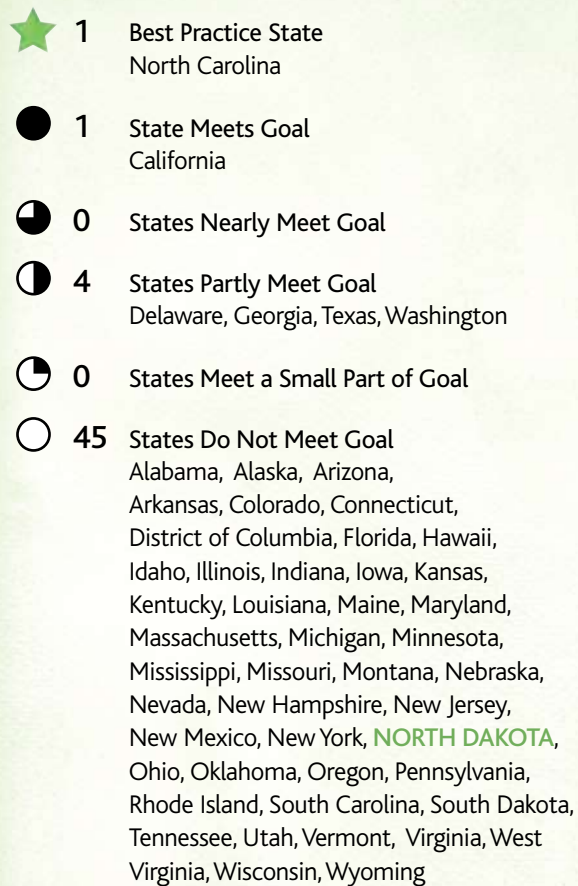 1 Best Practice State
North Carolina
1 State Meets Goal
California
0 States Nearly Meet Goal
4 States Partly Meet Goal
Delaware, Georgia, Texas, Washington
0 States Meet a Small Part of Goal
45 States Do Not Meet Goal
Alabama, Alaska, Arizona,
Arkansas, Colorado, Connecticut,
District of Columbia, Florida, Hawaii,
Idaho, Illinois, Indiana, Iowa, Kansas,
Kentucky, Louisiana, Maine, Maryland,
Massachusetts, Michigan, Minnesota,
Mississippi, Missouri, Montana, Nebraska,
Nevada, New Hampshire, New Jersey,
New Mexico, New York, NORTH DAKOTA,
Ohio, Oklahoma, Oregon, Pennsylvania,
Rhode Island, South Carolina, South Dakota,
Tennessee, Utah, Vermont, Virginia, West
Virginia, Wisconsin, Wyoming